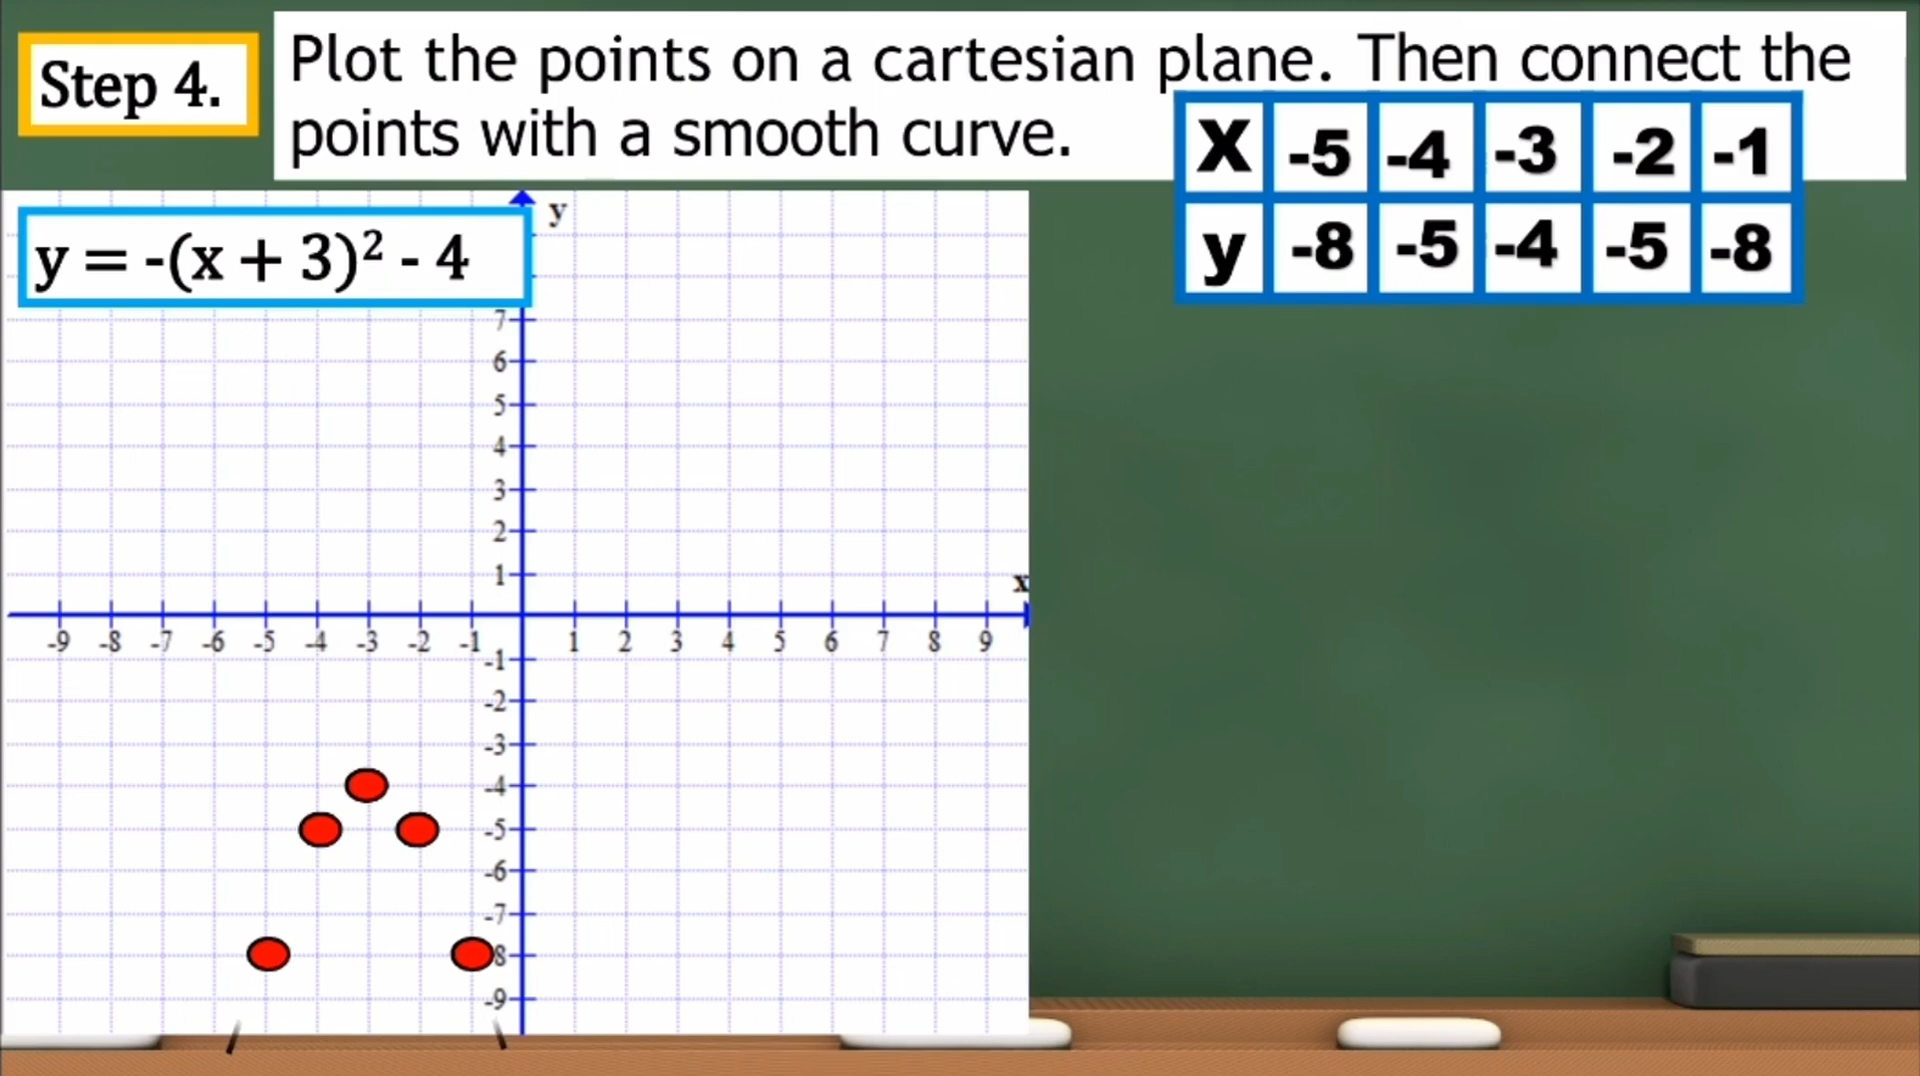 Step 4.
Plot the points on a cartesian plane. Then connect the
points with a smooth curve.
X -5 -4 -3 -2 -1
y -8 -5 -4 -5 -8
y = -(x + 3)² - 4
y
7
6
5
4
3
2
1
x
-9 -8 -7 -6 -5 -4 -3 -2 -1 1 2 3 4 5 6 7 8 9
-1
-2
-3
-4
-5
-6
-7
8
-9